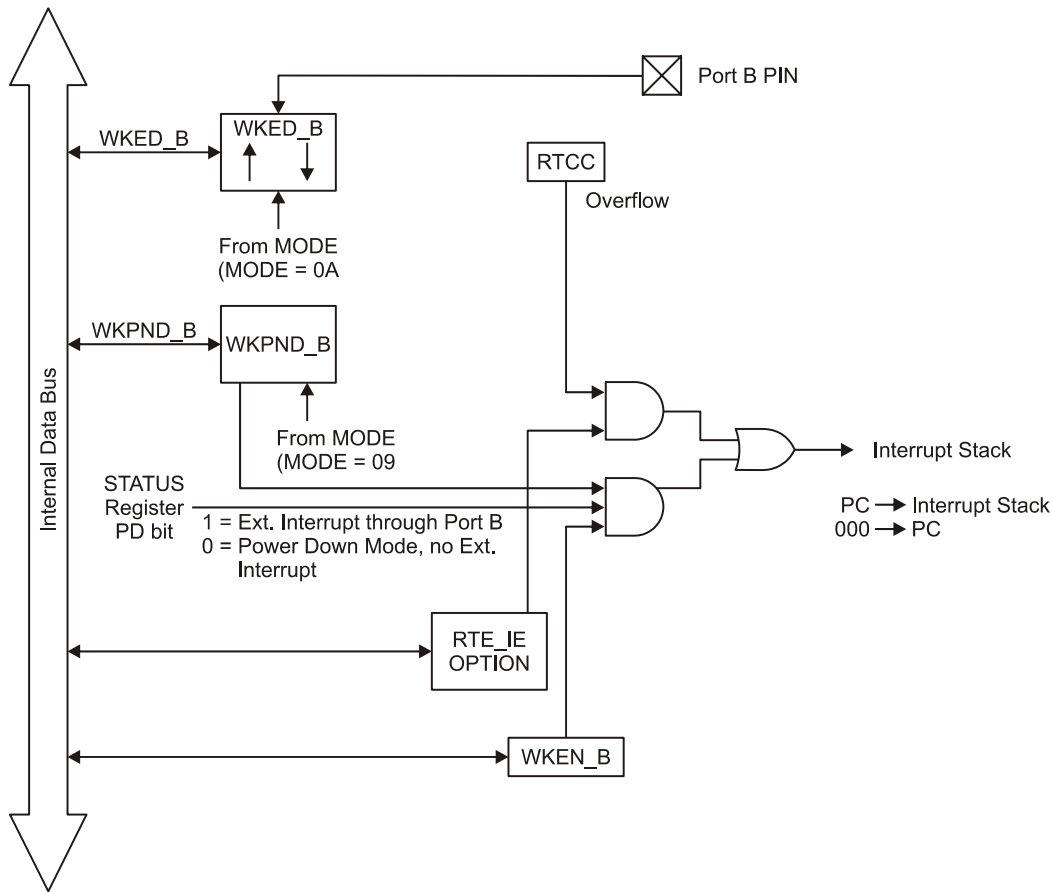 Port B PIN
WKED_B
WKED_B
RTCC
Overflow
From MODE
(MODE = 0A
WKPND_B
WKPND_B
From MODE
(MODE = 09
Internal Data Bus
Interrupt Stack
STATUS
Register
PD bit
1 = Ext. Interrupt through Port B
0 = Power Down Mode, no Ext.
Interrupt
PC → Interrupt Stack
000 → PC
RTE_IE
OPTION
WKEN_B